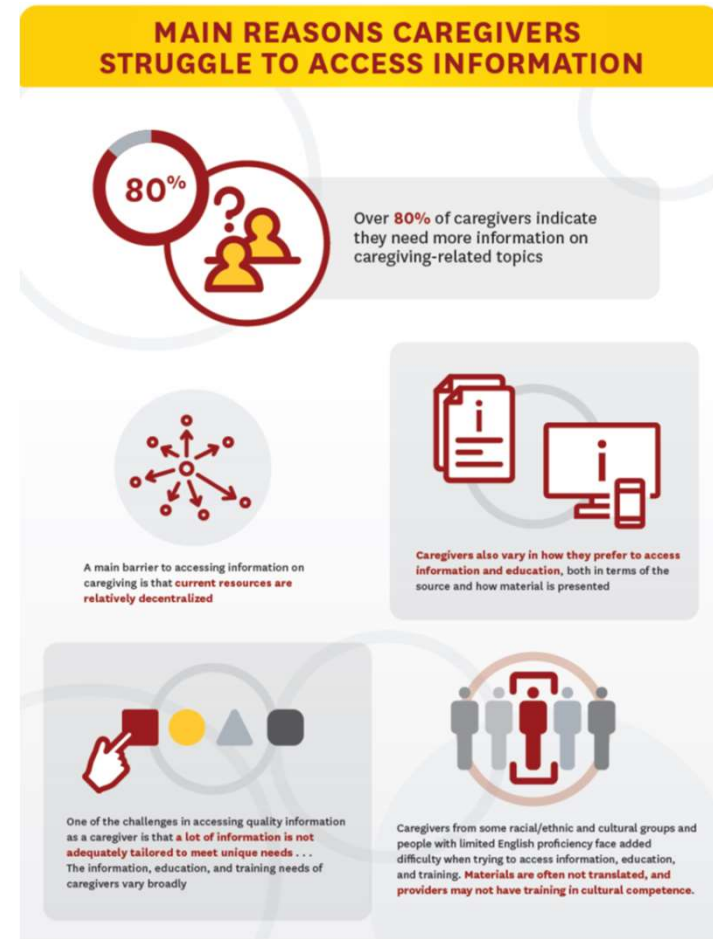 MAIN REASONS CAREGIVERS
STRUGGLE TO ACCESS INFORMATION
80%
?
Over 80% of caregivers indicate
they need more information on
caregiving-related topics
i
i
A main barrier to accessing information on
caregiving is that current resources are
relatively decentralized
Caregivers also vary in how they prefer to access
information and education, both in terms of the
source and how material is presented
One of the challenges in accessing quality information
as a caregiver is that a lot of information is not
adequately tailored to meet unique needs . . .
The information, education, and training needs of
caregivers vary broadly
Caregivers from some racial/ethnic and cultural groups and
people with limited English proficiency face added
difficulty when trying to access information, education,
and training. Materials are often not translated, and
providers may not have training in cultural competence.